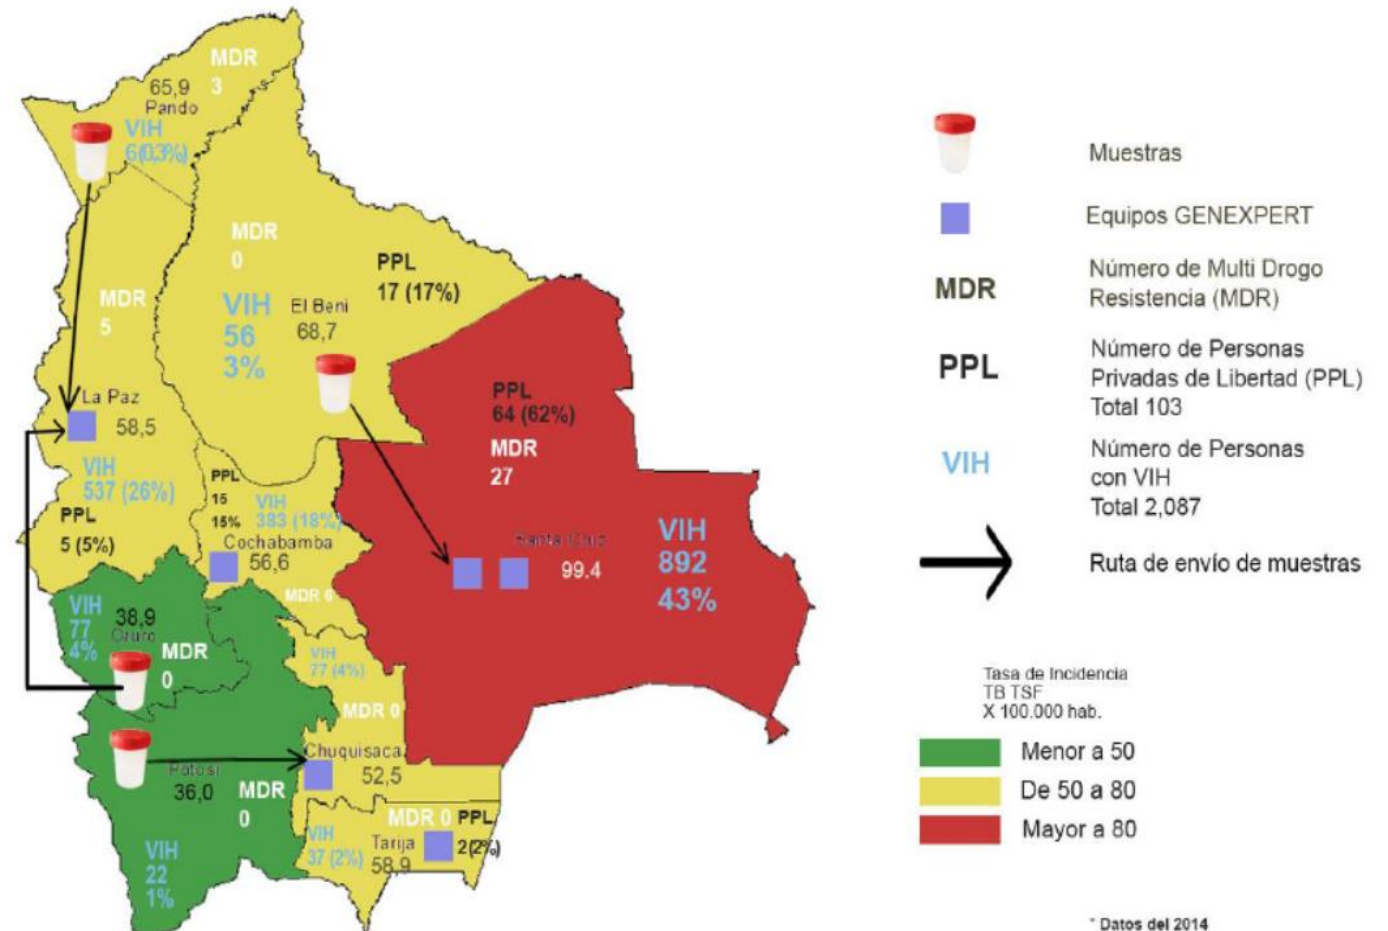 MDR
3
65,9
Pando
VIH
6(0,3%)
MDR
0
VIH
56
3%
El Beni
68,7
PPL
17 (17%)
MDR
5
La Paz
58,5
VIH
537 (26%)
PPL
5 (5%)
PPL
15
15%
VIH
383 (18%)
Cochabamba
56,6
MDR 6
PPL
64 (62%)
MDR
27
Santa Cruz
99.4
VIH
892
43%
VIH
77
4%
38,9
Oruro
MDR
0
VIH
77 (4%)
MDR 0
Chuquisaca
52,5
Potosi
36,0
MDR
0
VIH
22
1%
MDR 0
PPL
2(2%)
VIH
37 (2%)
Tarija
58,9
Muestras
Equipos GENEXPERT
MDR
Número de Multi Drogo
Resistencia (MDR)
PPL
Número de Personas
Privadas de Libertad (PPL)
Total 103
VIH
Número de Personas
con VIH
Total 2,087
Ruta de envío de muestras
Tasa de Incidencia
TB TSF
X 100.000 hab.
Menor a 50
De 50 a 80
Mayor a 80
* Datos del 2014